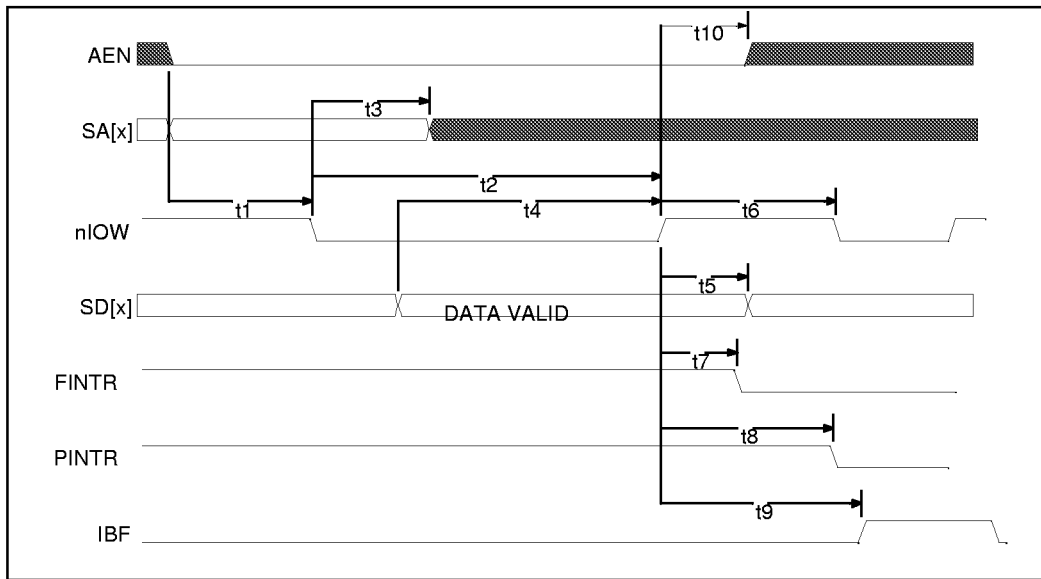 t10
AEN
t3
SA[x]
t2
t1
t4
t6
nIOW
t5
SD[x]
DATA VALID
t7
FINTR
t8
PINTR
t9
IBF